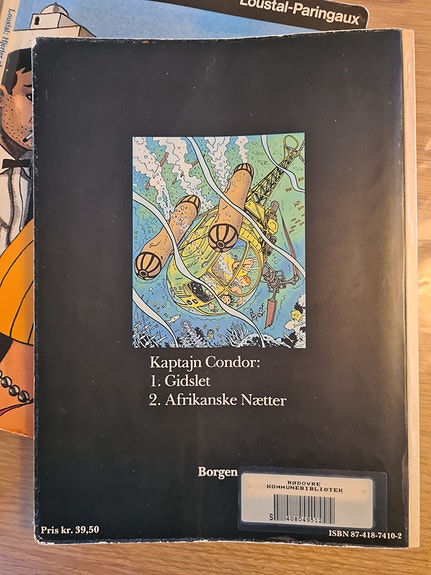 Loustal-Paringaux
Kaptajn Condor:
1. Gidslet
2. Afrikanske Nætter
Borgen
RØDOVRE
KOMMUNEBIBLIOTEK
Pris kr. 39,50
ISBN 87-418-7410-2